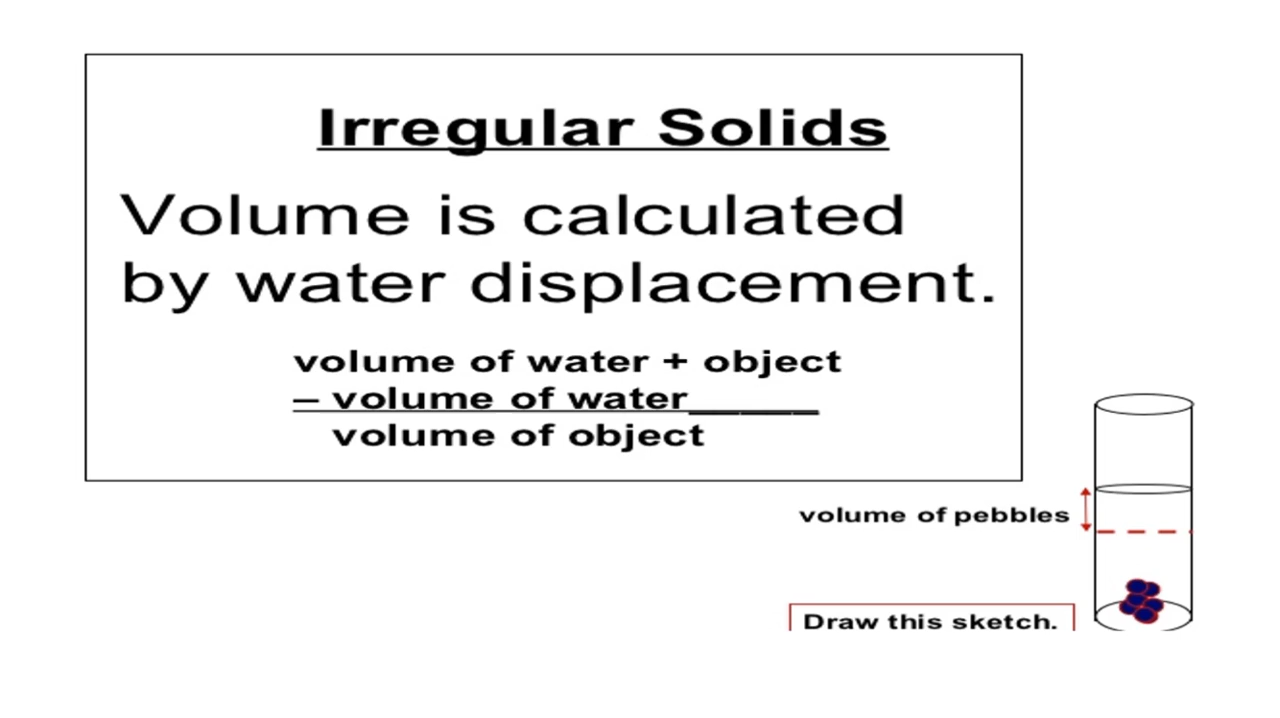 Irregular Solids
Volume is calculated
by water displacement.
volume of water + object
– volume of water_____
volume of object
volume of pebbles
Draw this sketch.